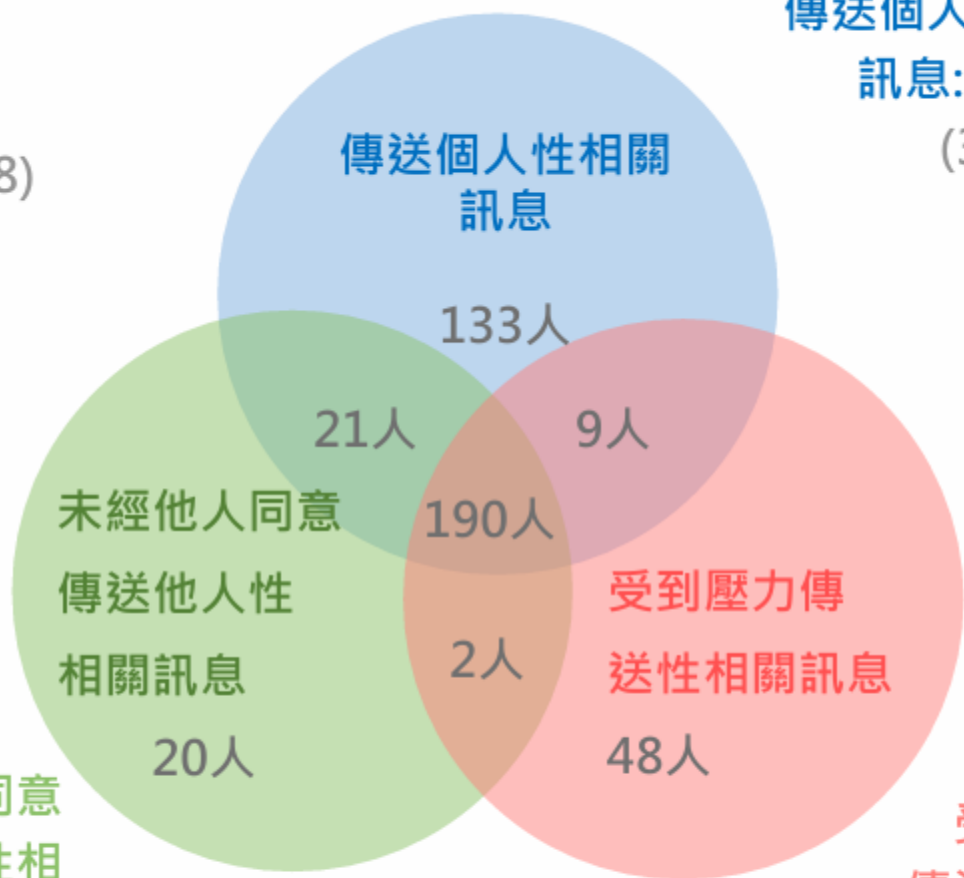 傳送個人
訊息:
8)
(3
傳送個人性相關
訊息
133人
21人
9人
190人
2人
未經他人同意
傳送他人性
相關訊息
20人
受到壓力傳
送性相關訊息
48人
同意
性相